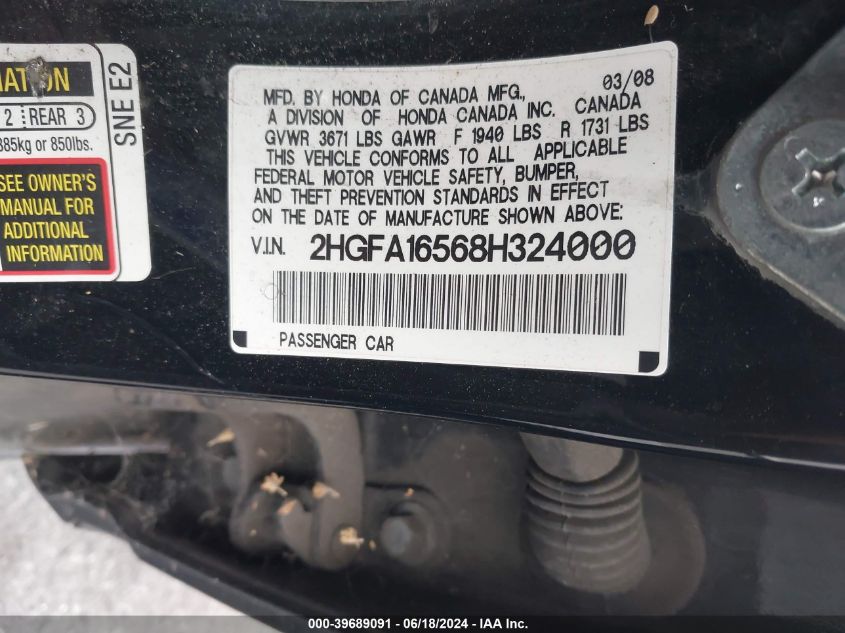 MATION
2 REAR 3
385kg or 850lbs.
SEE OWNER'S
MANUAL FOR
ADDITIONAL
INFORMATION
SNE E2
03/08
MFD. BY HONDA OF CANADA MFG.,
A DIVISION OF HONDA CANADA INC. CANADA
GVWR 3671 LBS GAWR F 1940 LBS R 1731 LBS
THIS VEHICLE CONFORMS TO ALL APPLICABLE
FEDERAL MOTOR VEHICLE SAFETY, BUMPER,
AND THEFT PREVENTION STANDARDS IN EFFECT
ON THE DATE OF MANUFACTURE SHOWN ABOVE:
V.I.N. 2HGFA16568H324000
PASSENGER CAR
000-39689091 - 06/18/2024 - IAA Inc.